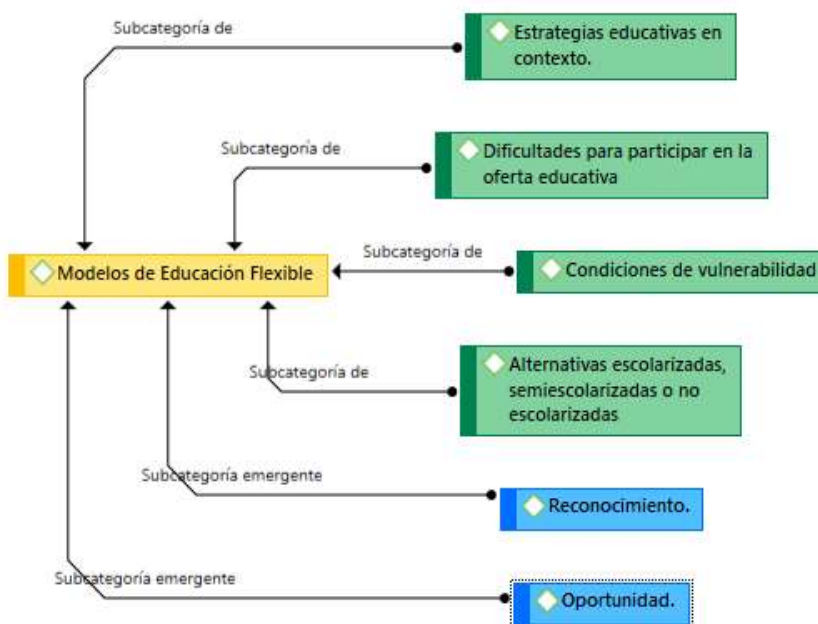 Subcategoría de
Estrategias educativas en
contexto.
Subcategoría de
Dificultades para participar en la
oferta educativa
Modelos de Educación Flexible
Subcategoría de
Condiciones de vulnerabilidad
Subcategoría de
Alternativas escolarizadas,
semiescolarizadas o no
escolarizadas
Subcategoría emergente
Reconocimiento.
Subcategoría emergente
Oportunidad.